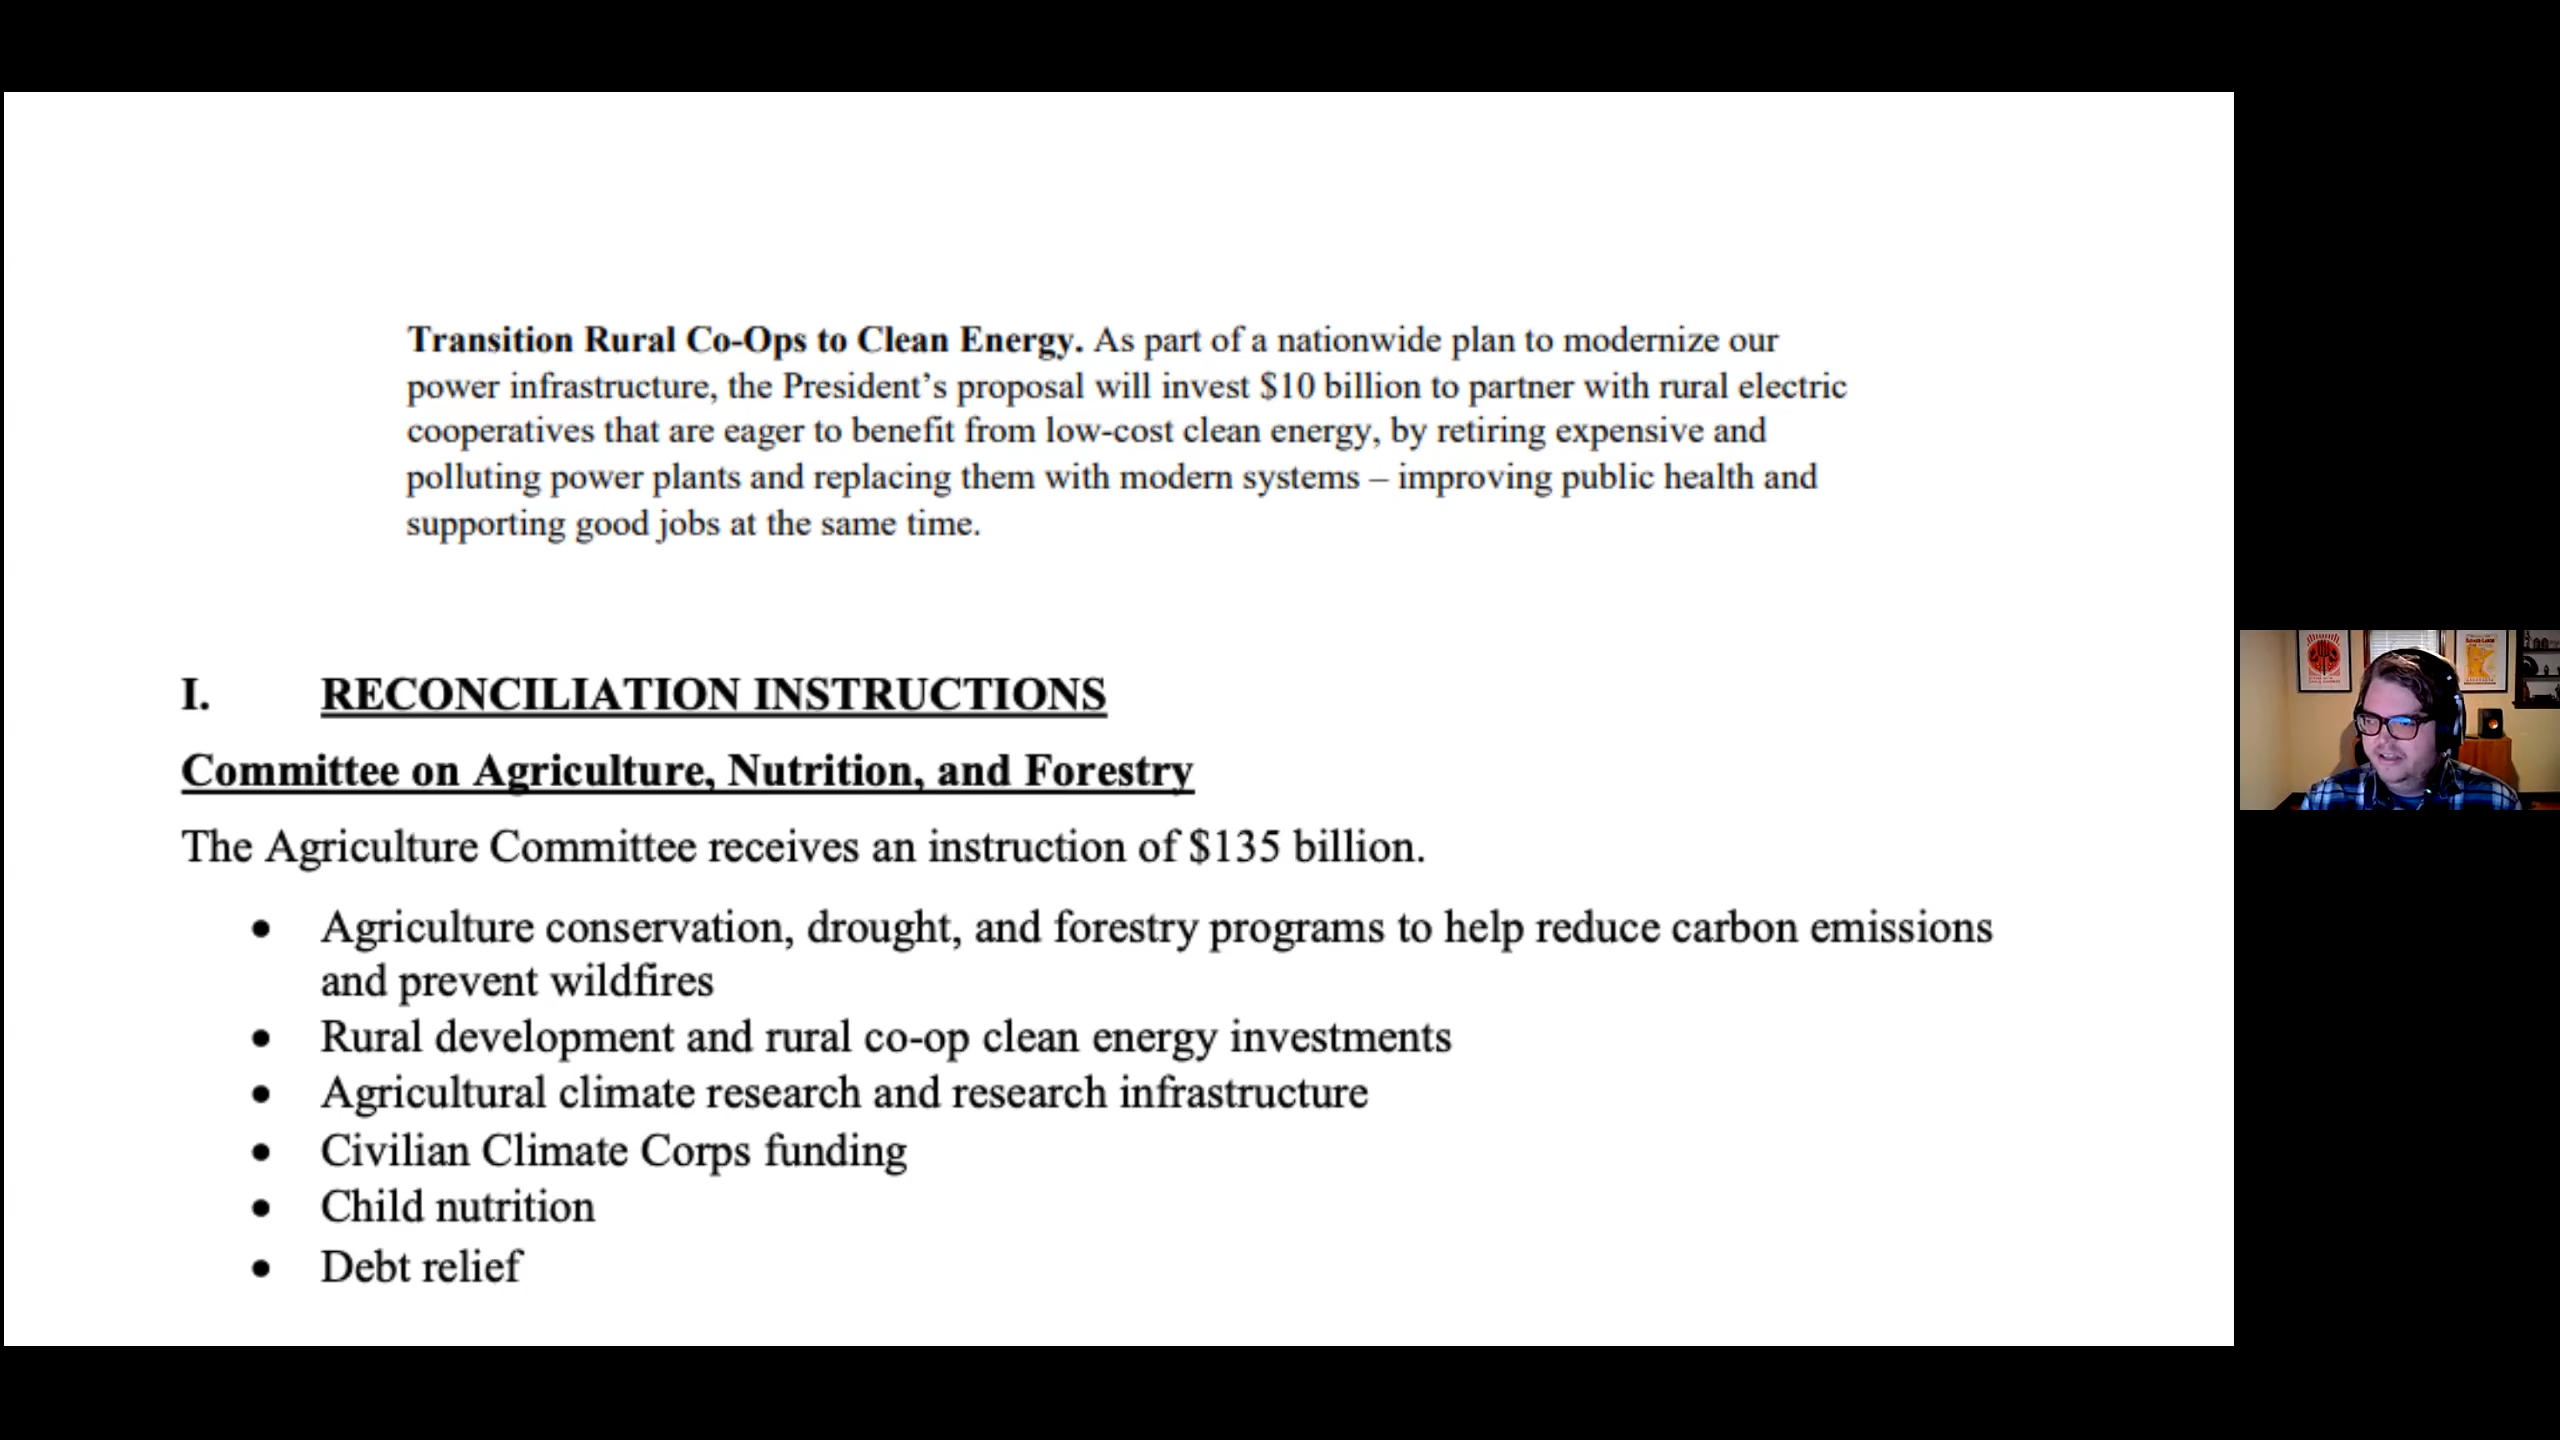 Transition Rural Co-Ops to Clean Energy. As part of a nationwide plan to modernize our
power infrastructure, the President’s proposal will invest $10 billion to partner with rural electric
cooperatives that are eager to benefit from low-cost clean energy, by retiring expensive and
polluting power plants and replacing them with modern systems – improving public health and
supporting good jobs at the same time.
I. RECONCILIATION INSTRUCTIONS
Committee on Agriculture, Nutrition, and Forestry
The Agriculture Committee receives an instruction of $135 billion.
• Agriculture conservation, drought, and forestry programs to help reduce carbon emissions
and prevent wildfires
• Rural development and rural co-op clean energy investments
• Agricultural climate research and research infrastructure
• Civilian Climate Corps funding
• Child nutrition
• Debt relief